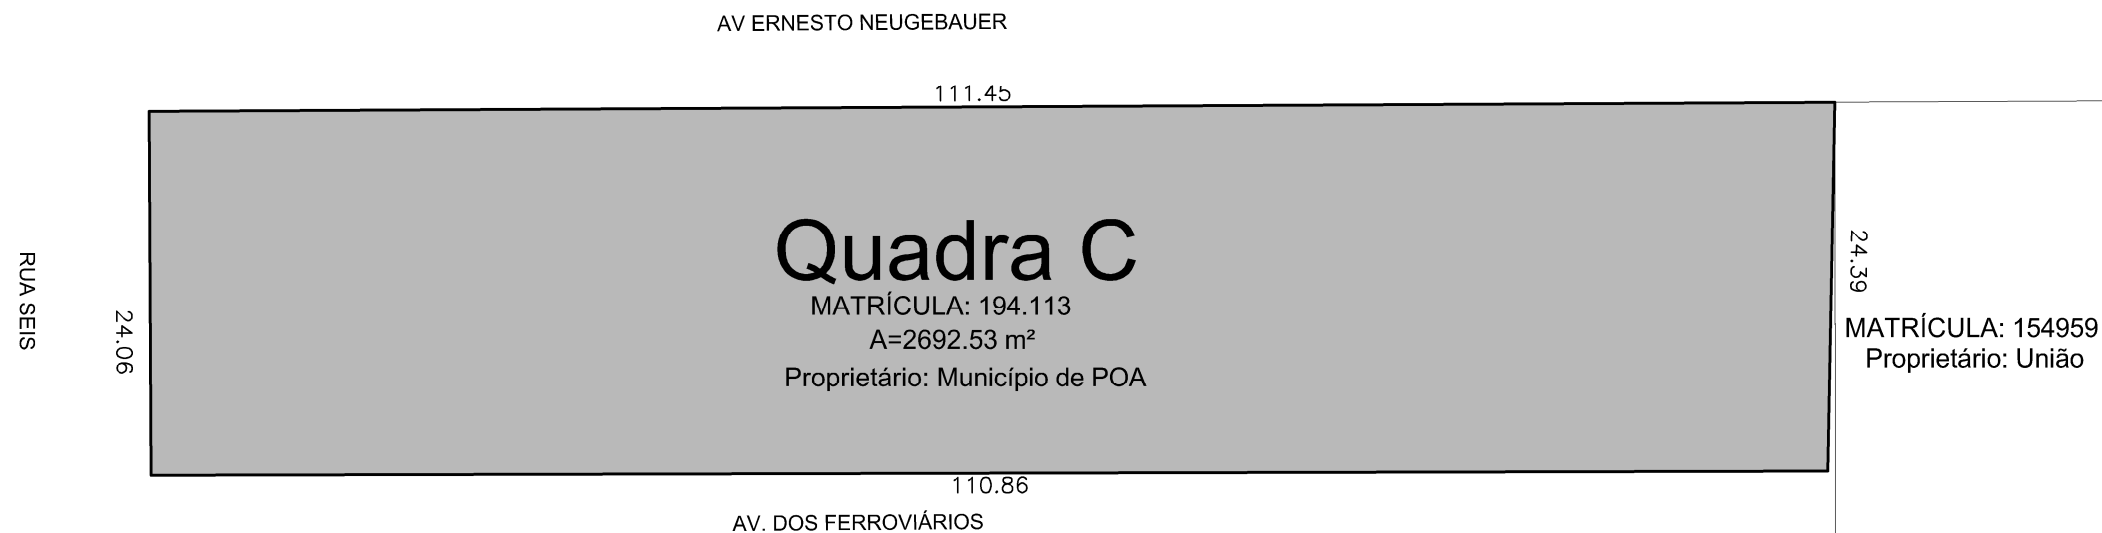 AV ERNESTO NEUGEBAUER
111.45
RUA SEIS
24.06
Quadra C
MATRÍCULA: 194.113
A=2692.53 m²
Proprietário: Município de POA
24.39
MATRÍCULA: 154959
Proprietário: União
110.86
AV. DOS FERROVIÁRIOS